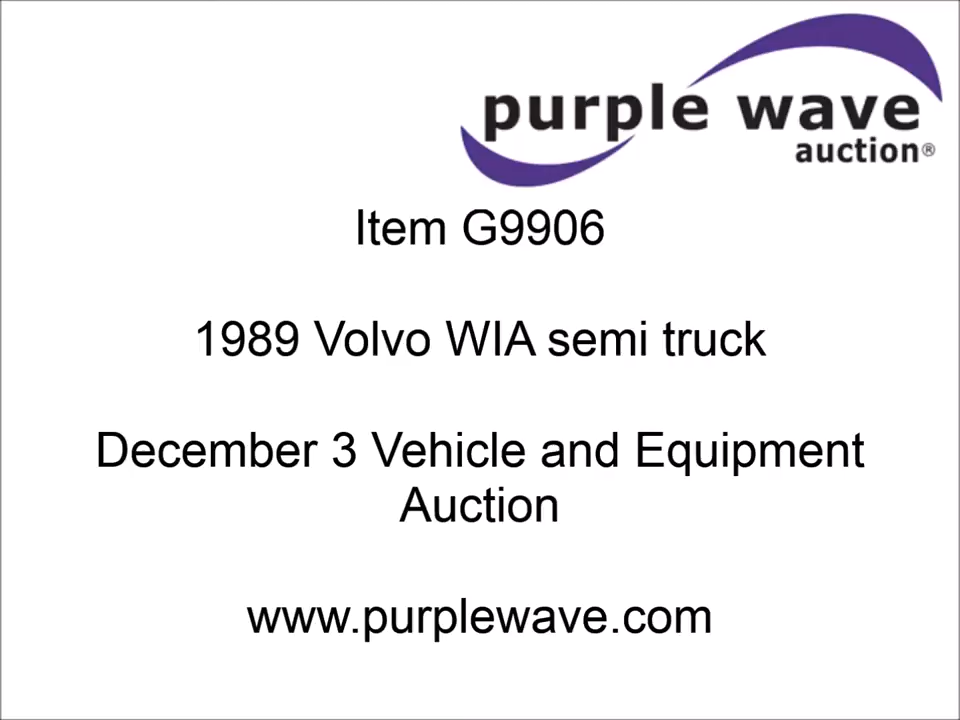 purple wave
auction®
Item G9906
1989 Volvo WIA semi truck
December 3 Vehicle and Equipment
Auction
www.purplewave.com